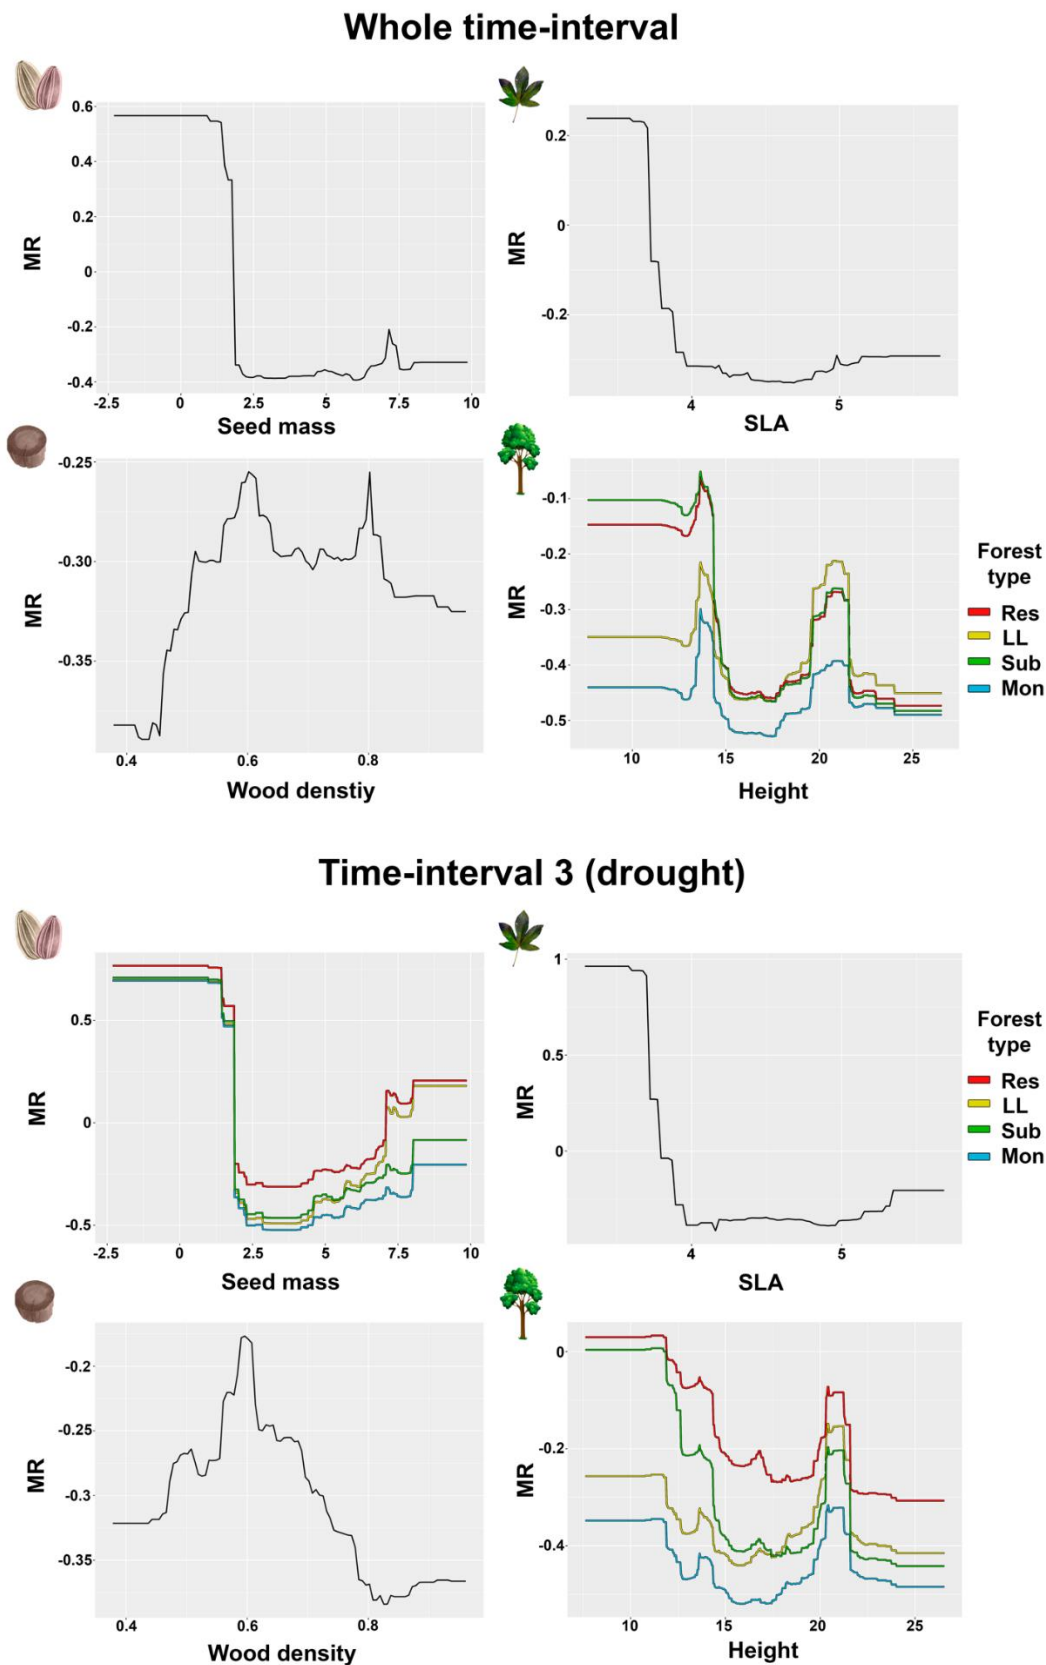 Whole time-interval
0.6
0.4
0.2
0
-0.2
-0.4
MR
-2.5 0 2.5 5 7.5 10
Seed mass
0.2
0
-0.2
MR
4 5
SLA
-0.25
-0.30
-0.35
MR
0.4 0.6 0.8
Wood denstiy
-0.1
-0.2
-0.3
-0.4
-0.5
MR
10 15 20 25
Height
Forest
type
Res
LL
Sub
Mon
Time-interval 3 (drought)
0.5
0
-0.5
MR
-2.5 0 2.5 5 7.5 10
Seed mass
1
0.5
0
MR
4 5
SLA
Forest
type
Res
LL
Sub
Mon
-0.2
-0.25
-0.3
-0.35
MR
0.4 0.6 0.8
Wood density
0
-0.2
-0.4
MR
10 15 20 25
Height